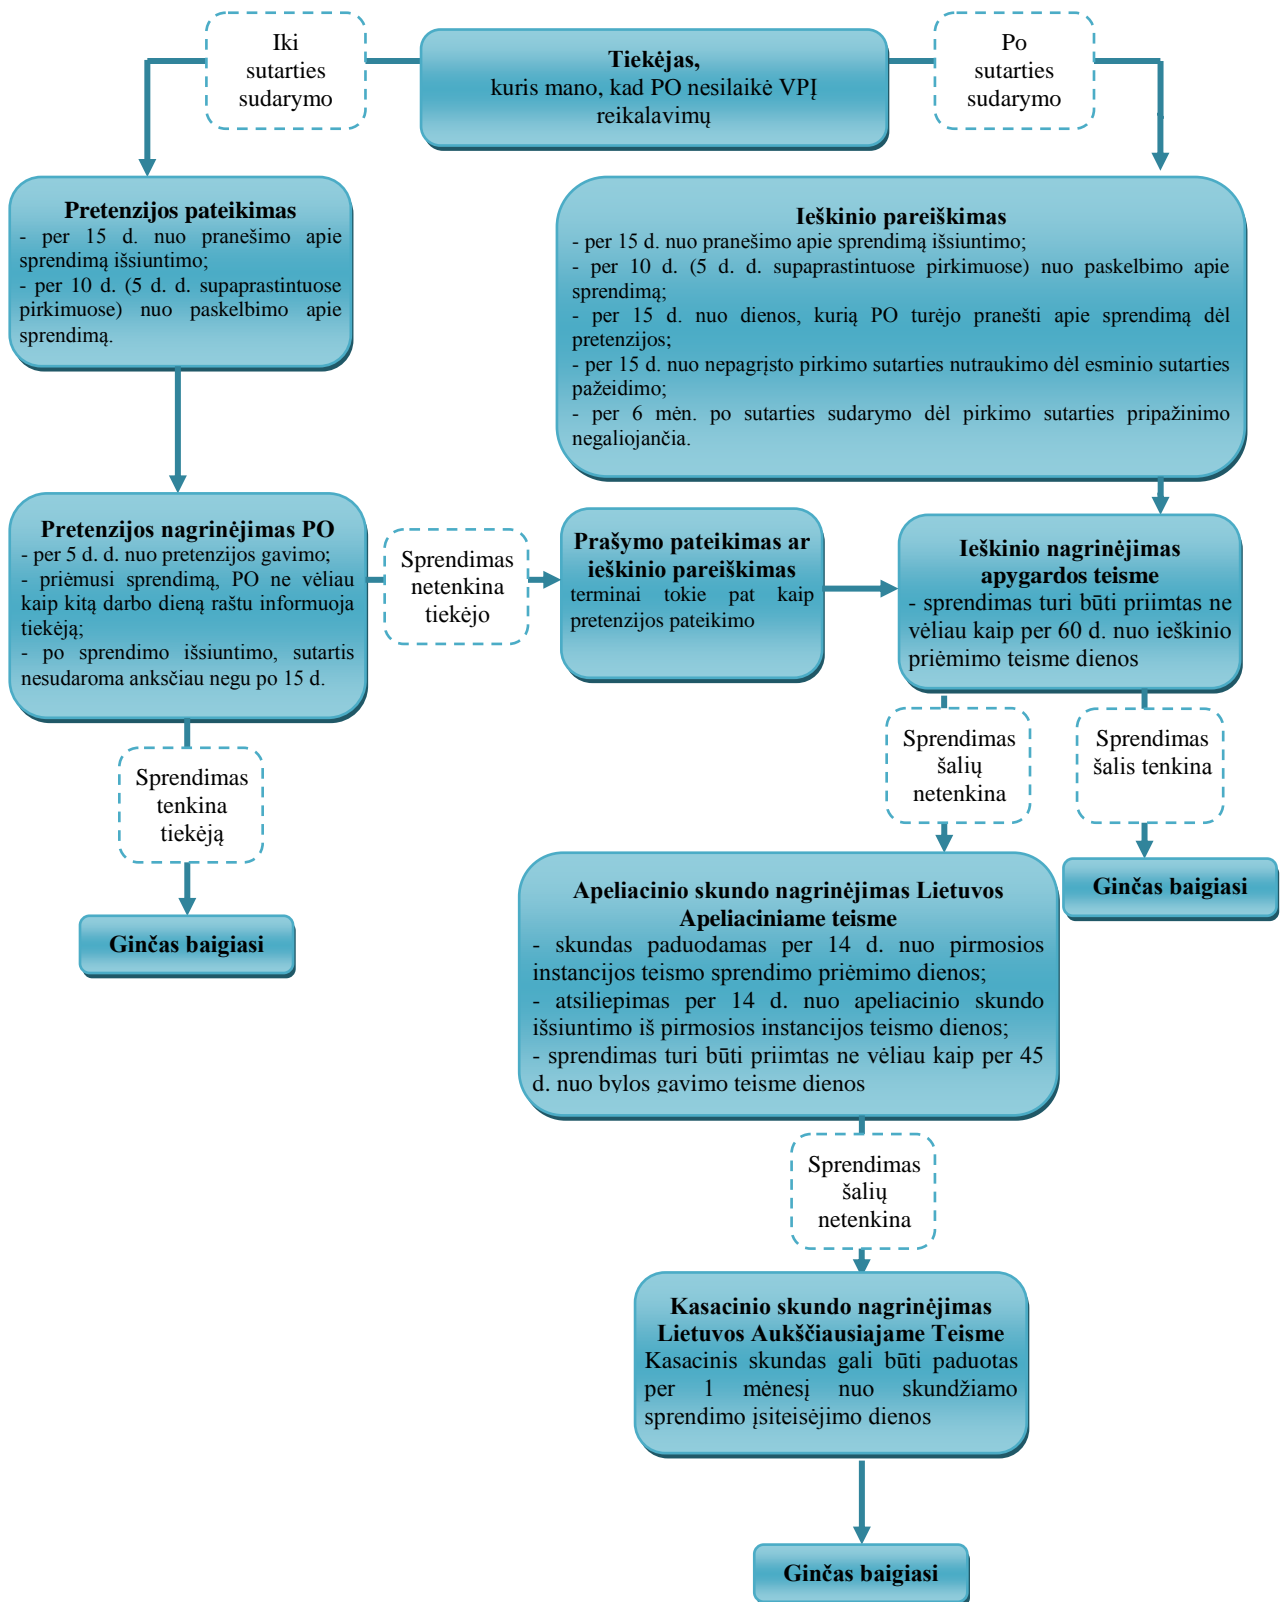 Iki
sutarties
sudarymo
Tiekėjas,
kuris mano, kad PO nesilaikė VPĮ
reikalavimų
Po
sutarties
sudarymo
Pretenzijos pateikimas
- per 15 d. nuo pranešimo apie
sprendimą išsiuntimo;
- per 10 d. (5 d. d. supaprastintuose
pirkimuose) nuo paskelbimo apie
sprendimą.
Ieškinio pareiškimas
- per 15 d. nuo pranešimo apie sprendimą išsiuntimo;
- per 10 d. (5 d. d. supaprastintuose pirkimuose) nuo paskelbimo apie
sprendimą;
- per 15 d. nuo dienos, kurią PO turėjo pranešti apie sprendimą dėl
pretenzijos;
- per 15 d. nuo nepagrįsto pirkimo sutarties nutraukimo dėl esminio sutarties
pažeidimo;
- per 6 mėn. po sutarties sudarymo dėl pirkimo sutarties pripažinimo
negaliojančia.
Pretenzijos nagrinėjimas PO
- per 5 d. d. nuo pretenzijos gavimo;
- priėmusi sprendimą, PO ne vėliau
kaip kitą darbo dieną raštu informuoja
tiekėją;
- po sprendimo išsiuntimo, sutartis
nesudaroma anksčiau negu po 15 d.
Sprendimas
netenkina
tiekėjo
Prašymo pateikimas ar
ieškinio pareiškimas
terminai tokie pat kaip
pretenzijos pateikimo
Ieškinio nagrinėjimas
apygardos teisme
- sprendimas turi būti priimtas ne
vėliau kaip per 60 d. nuo ieškinio
priėmimo teisme dienos
Sprendimas
tenkina
tiekėją
Sprendimas
šalių
netenkina
Sprendimas
šalis tenkina
Ginčas baigiasi
Apeliacinio skundo nagrinėjimas Lietuvos
Apeliaciniame teisme
- skundas paduodamas per 14 d. nuo pirmosios
instancijos teismo sprendimo priėmimo dienos;
- atsiliepimas per 14 d. nuo apeliacinio skundo
išsiuntimo iš pirmosios instancijos teismo dienos;
- sprendimas turi būti priimtas ne vėliau kaip per 45
d. nuo bylos gavimo teisme dienos
Ginčas baigiasi
Sprendimas
šalių
netenkina
Kasacinio skundo nagrinėjimas
Lietuvos Aukščiausiajame Teisme
Kasacinis skundas gali būti paduotas
per 1 mėnesį nuo skundžiamo
sprendimo įsiteisėjimo dienos
Ginčas baigiasi